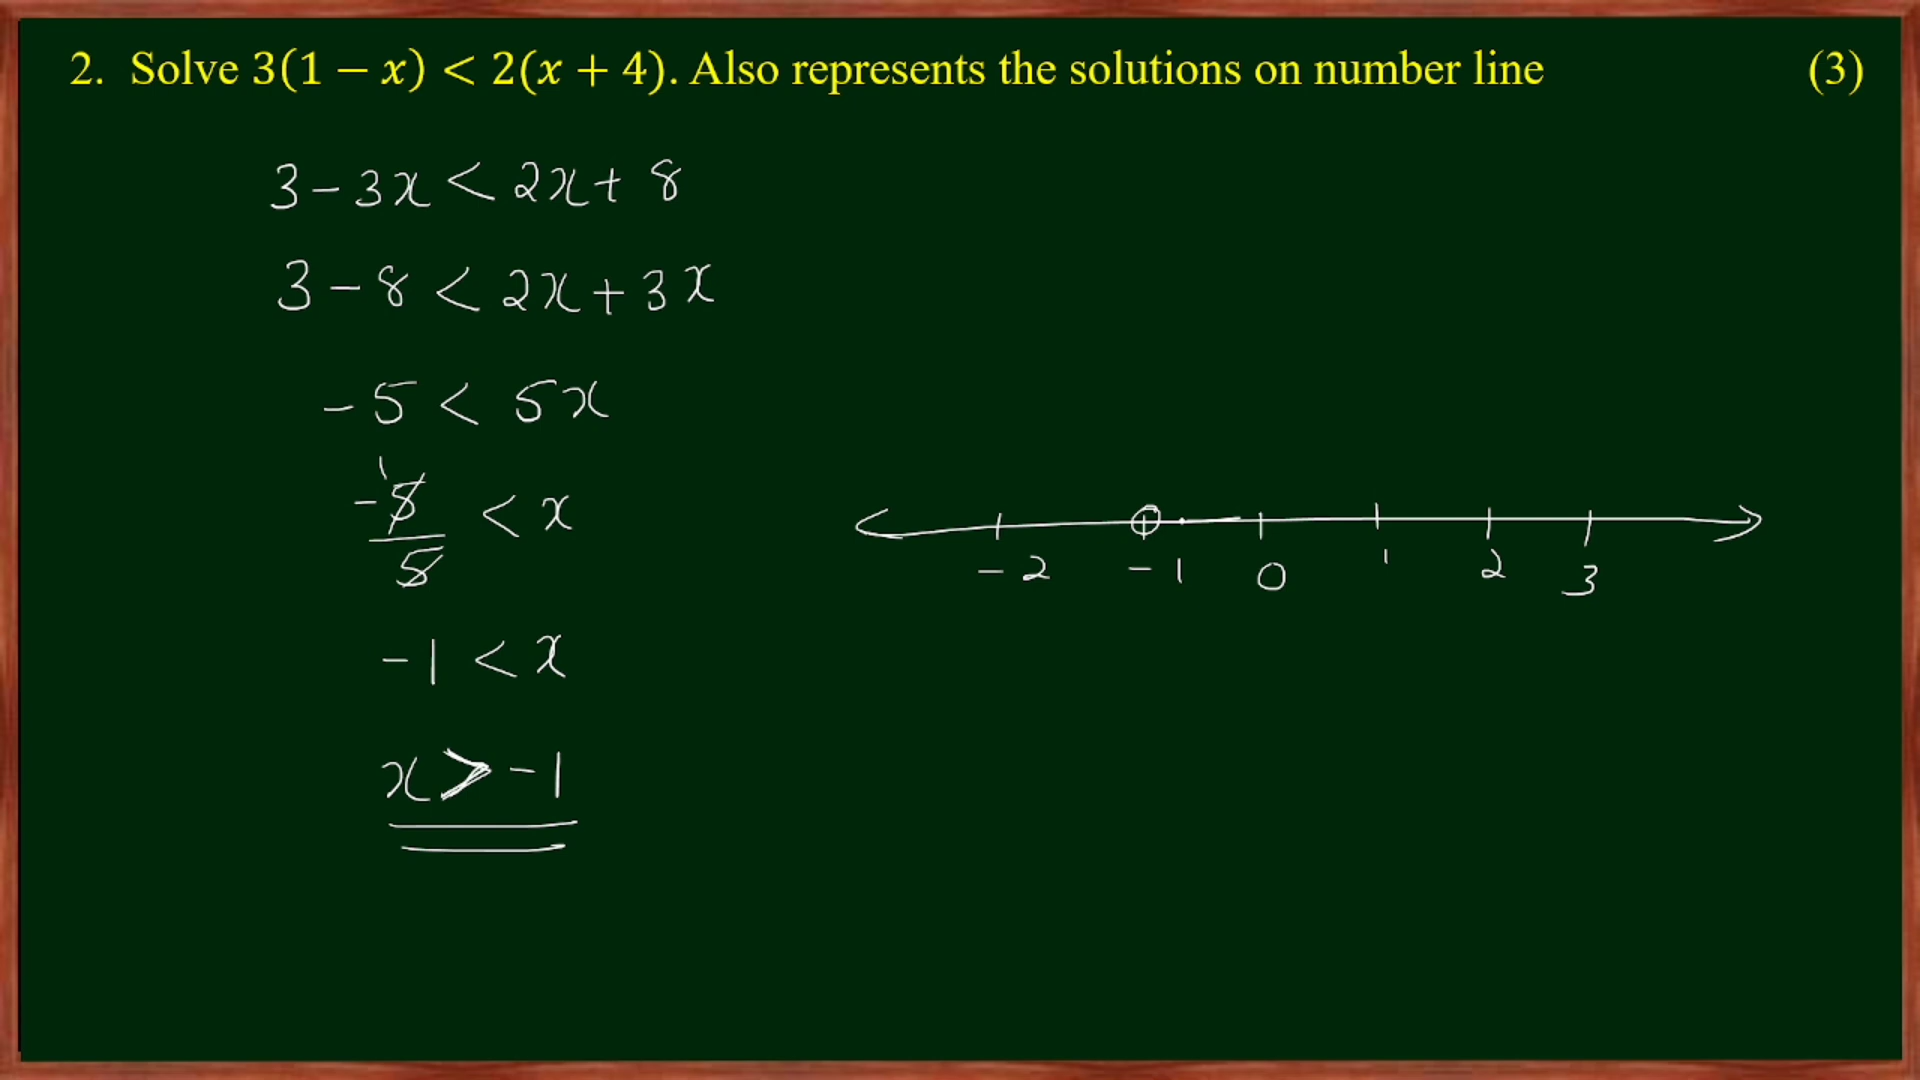 2. Solve 3(1 − x) < 2(x + 4). Also represents the solutions on number line (3)
3 - 3x < 2x + 8
3 - 8 < 2x + 3x
- 5 < 5x
1
-5/5 < x
- 1 < x
x > - 1
- 2 - 1 0 1 2 3